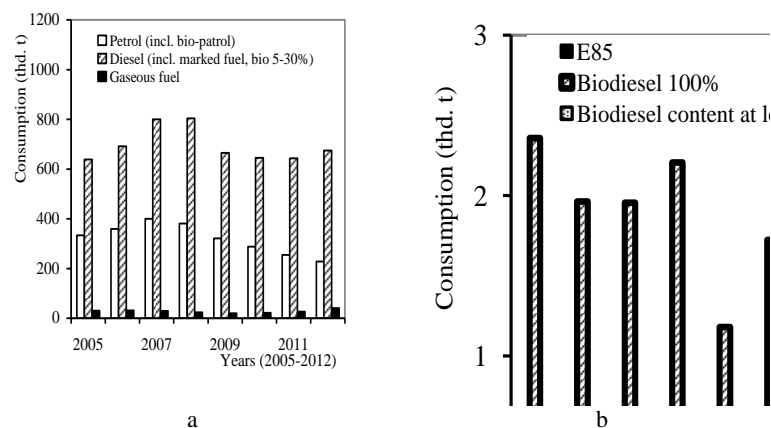 1200
1000
800
600
400
200
0
Consumption (thd. t)
Petrol (incl. bio-patrol)
Diesel (incl. marked fuel, bio 5-30%)
Gaseous fuel
2005 2007 2009 2011
Years (2005-2012)
a
3
2
1
Consumption (thd. t)
E85
Biodiesel 100%
Biodiesel content at
b